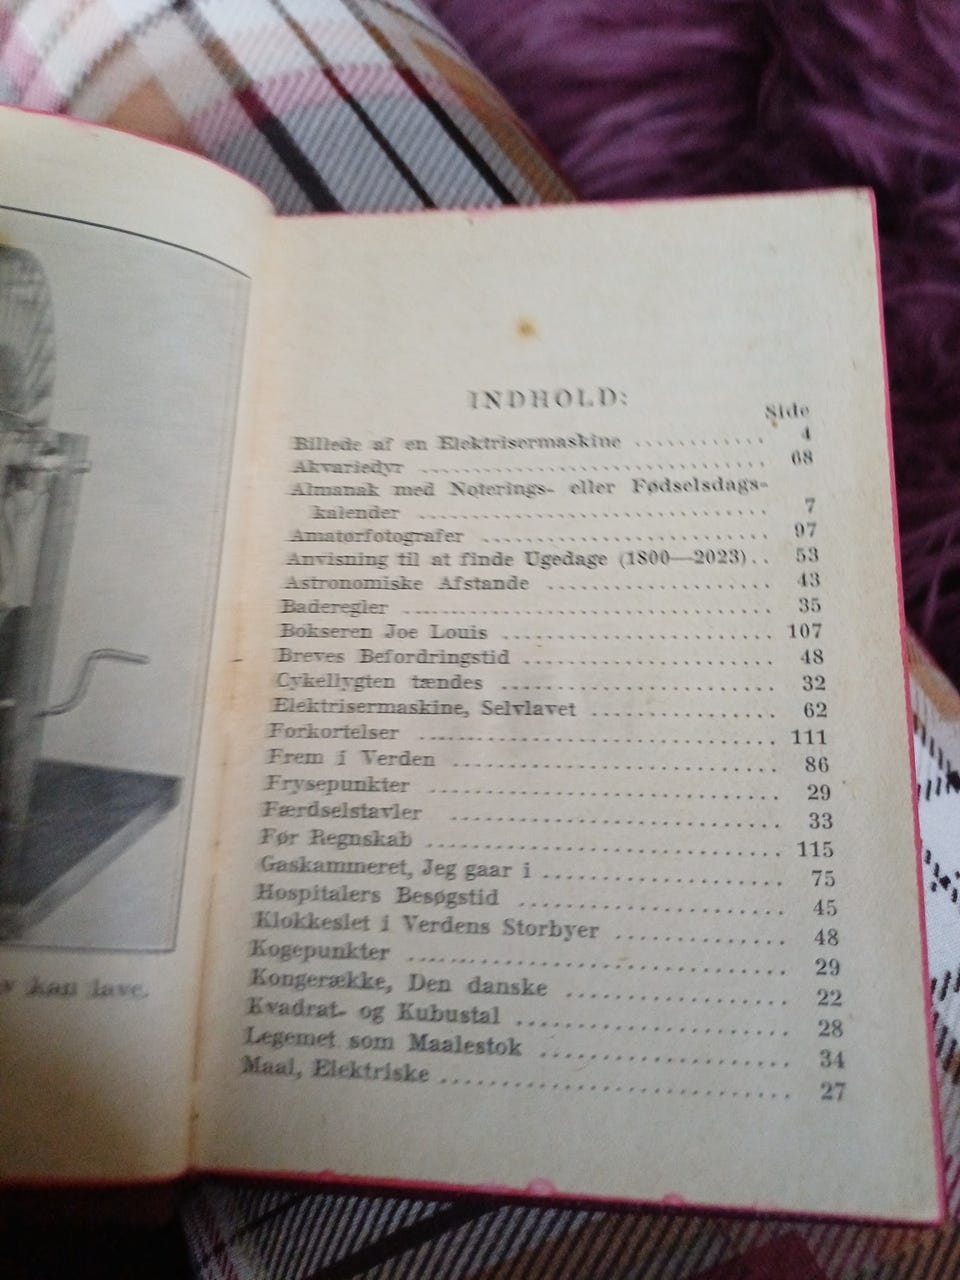 v kan lave.
INDHOLD:
Side
Billede af en Elektrisermaskine ............ 4
Akvariedyr .............................. 68
Almanak med Noterings- eller Fødselsdags-
kalender .............................. 7
Amatørfotografer ........................ 97
Anvisning til at finde Ugedage (1800—2023).. 53
Astronomiske Afstande .................... 43
Baderegler .............................. 35
Bokseren Joe Louis ...................... 107
Breves Befordringstid .................... 48
Cykellygten tændes ...................... 32
Elektrisermaskine, Selvlavet .............. 62
Forkortelser ............................ 111
Frem i Verden .......................... 86
Frysepunkter ............................ 29
Færdselstavler .......................... 33
Før Regnskab ............................ 115
Gaskammeret, Jeg gaar i .................. 75
Hospitalers Besøgstid .................... 45
Klokkeslet i Verdens Storbyer .............. 48
Kogepunkter ............................ 29
Kongerække, Den danske .................. 22
Kvadrat- og Kubustal ...................... 28
Legemet som Maalestok .................... 34
Maal, Elektriske .......................... 27